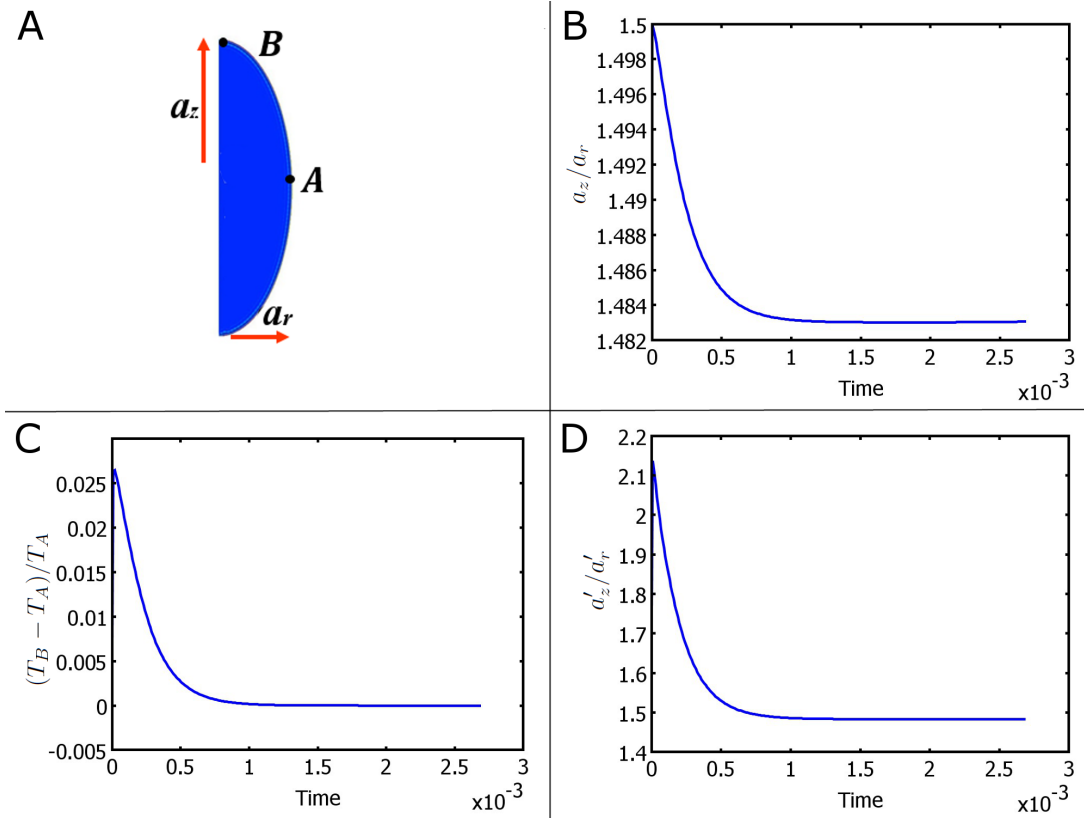 A
B
a_z
A
a_r
B
1.5
1.498
1.496
1.494
1.492
1.49
1.488
1.486
1.484
1.482
a_z/a_r
0
0.5
1
1.5
2
2.5
3
Time
x10^-3
C
0.025
0.02
0.015
0.01
0.005
0
-0.005
(T_B − T_A)/T_A
0
0.5
1
1.5
2
2.5
3
Time
x10^-3
D
2.2
2.1
2
1.9
1.8
1.7
1.6
1.5
1.4
a'_z/a'_r
0
0.5
1
1.5
2
2.5
3
Time
x10^-3